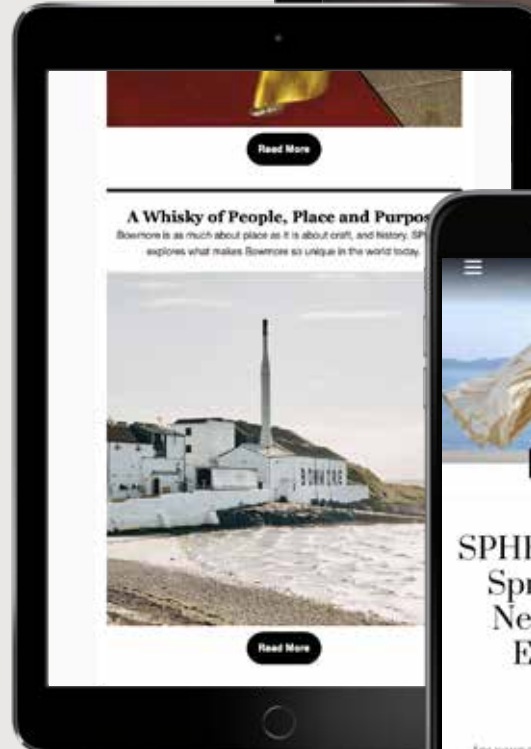 Read More
A Whisky of People, Place and Purpos
Bowmore is as much about place as it is about craft, and history. SP
explores what makes Bowmore so unique in the world today.
BOWMORE
Read More
SPH
Spr
Ne
E